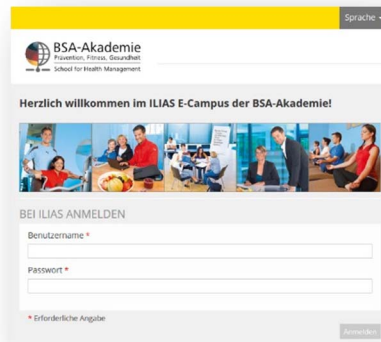 Sprache
BSA-Akademie
Prävention, Fitness, Gesundheit
School for Health Management
Herzlich willkommen im ILIAS E-Campus der BSA-Akademie!
BEI ILIAS ANMELDEN
Benutzername *
Passwort *
* Erforderliche Angabe
Anmelden